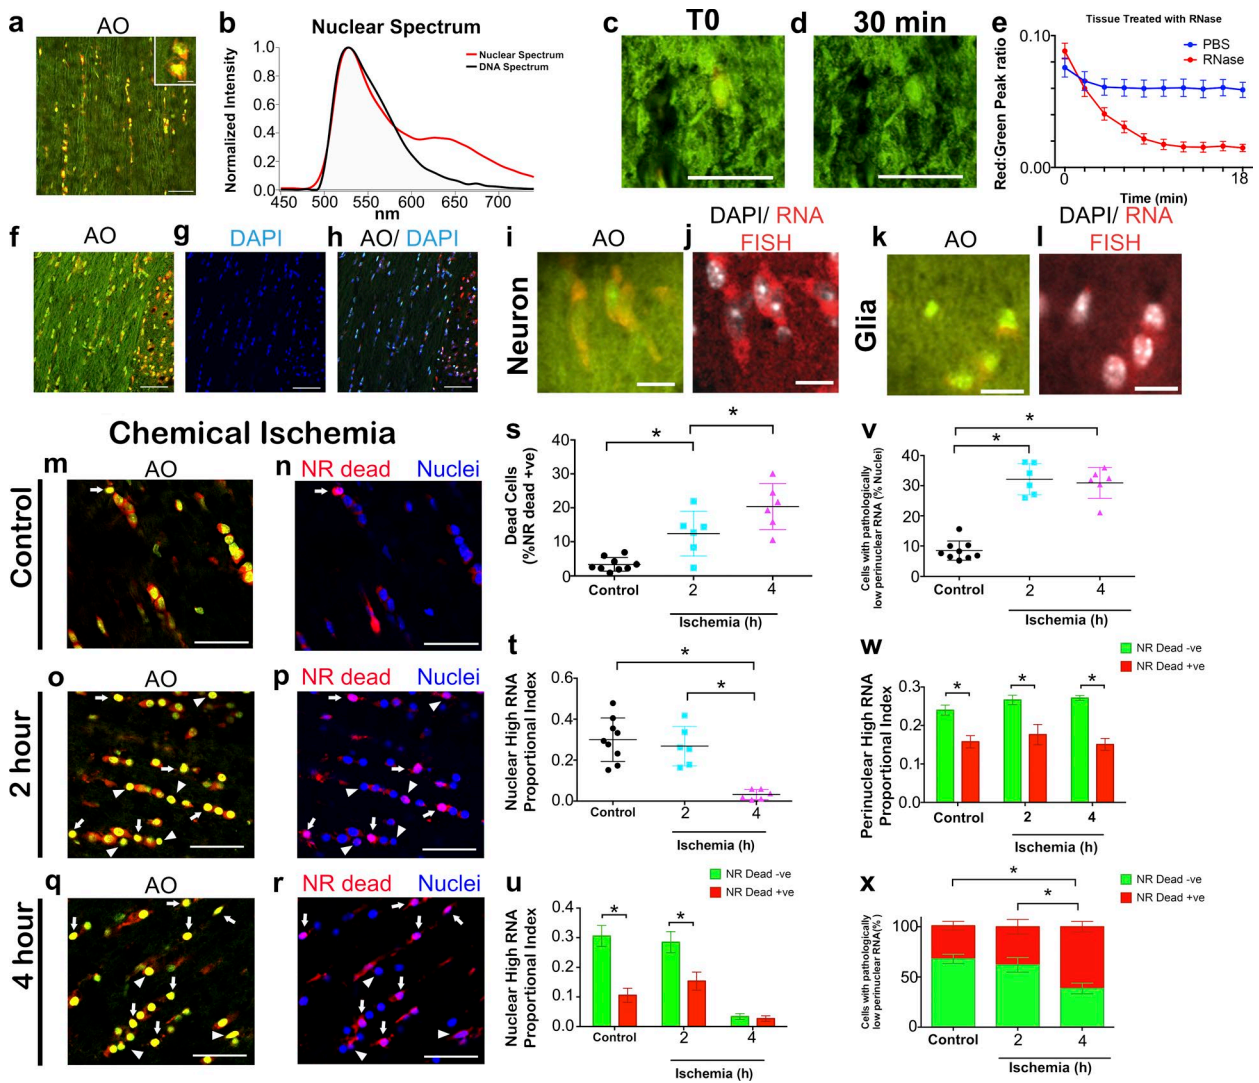 a
AO
b
Nuclear Spectrum
Normalized Intensity
1.0
0.8
0.6
0.4
0.2
0.0
450
500
550
600
650
700
nm
Nuclear Spectrum
DNA Spectrum
c
T0
d
30 min
e
Tissue Treated with RNase
Red:Green Peak ratio
0.10
0.00
PBS
RNase
0
18
Time (min)
f
AO
g
DAPI
h
AO/ DAPI
i
AO
Neuron
j
DAPI/ RNA
FISH
k
AO
Glia
l
DAPI/ RNA
FISH
Chemical Ischemia
Control
m
AO
n
NR dead
Nuclei
2 hour
o
AO
p
NR dead
Nuclei
4 hour
q
AO
r
NR dead
Nuclei
s
Dead Cells
(%NR dead +ve)
40
30
20
10
0
*
*
Control
2
4
Ischemia (h)
t
Nuclear High RNA
Proportional Index
0.6
0.4
0.2
0.0
*
*
Control
2
4
Ischemia (h)
u
NR Dead -ve
NR Dead +ve
Nuclear High RNA
Proportional Index
0.4
0.3
0.2
0.1
0.0
*
*
Control
2
4
Ischemia (h)
v
Cells with pathologically
low perinuclear RNA (% Nuclei)
40
30
20
10
0
*
*
Control
2
4
Ischemia (h)
w
NR Dead -ve
NR Dead +ve
Perinuclear High RNA
Proportional Index
0.3
0.2
0.1
0.0
*
*
*
Control
2
4
Ischemia (h)
x
NR Dead -ve
NR Dead +ve
Cells with pathologically
low perinuclear RNA(%)
100
50
0
*
*
Control
2
4
Ischemia (h)